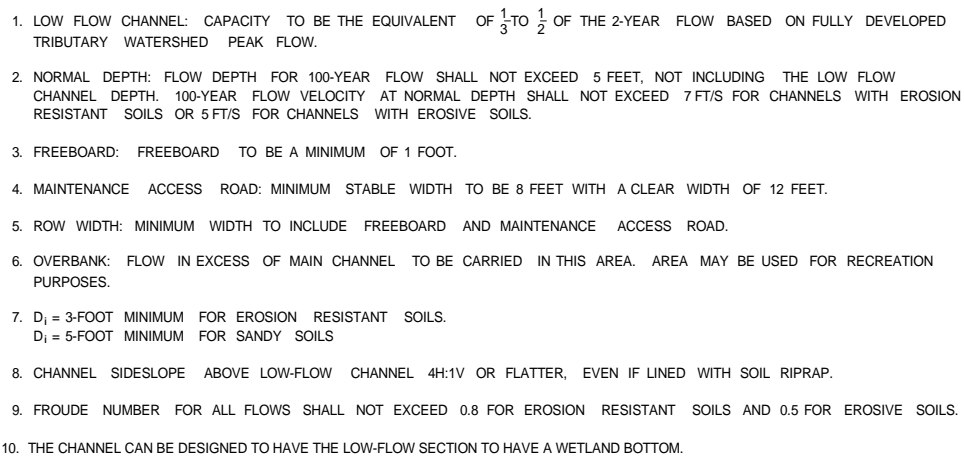 1. LOW FLOW CHANNEL: CAPACITY TO BE THE EQUIVALENT OF 1/3 TO 1/2 OF THE 2-YEAR FLOW BASED ON FULLY DEVELOPED
TRIBUTARY WATERSHED PEAK FLOW.
2. NORMAL DEPTH: FLOW DEPTH FOR 100-YEAR FLOW SHALL NOT EXCEED 5 FEET, NOT INCLUDING THE LOW FLOW
CHANNEL DEPTH. 100-YEAR FLOW VELOCITY AT NORMAL DEPTH SHALL NOT EXCEED 7 FT/S FOR CHANNELS WITH EROSION
RESISTANT SOILS OR 5 FT/S FOR CHANNELS WITH EROSIVE SOILS.
3. FREEBOARD: FREEBOARD TO BE A MINIMUM OF 1 FOOT.
4. MAINTENANCE ACCESS ROAD: MINIMUM STABLE WIDTH TO BE 8 FEET WITH A CLEAR WIDTH OF 12 FEET.
5. ROW WIDTH: MINIMUM WIDTH TO INCLUDE FREEBOARD AND MAINTENANCE ACCESS ROAD.
6. OVERBANK: FLOW IN EXCESS OF MAIN CHANNEL TO BE CARRIED IN THIS AREA. AREA MAY BE USED FOR RECREATION
PURPOSES.
7. Di = 3-FOOT MINIMUM FOR EROSION RESISTANT SOILS.
Di = 5-FOOT MINIMUM FOR SANDY SOILS
8. CHANNEL SIDESLOPE ABOVE LOW-FLOW CHANNEL 4H:1V OR FLATTER, EVEN IF LINED WITH SOIL RIPRAP.
9. FROUDE NUMBER FOR ALL FLOWS SHALL NOT EXCEED 0.8 FOR EROSION RESISTANT SOILS AND 0.5 FOR EROSIVE SOILS.
10. THE CHANNEL CAN BE DESIGNED TO HAVE THE LOW-FLOW SECTION TO HAVE A WETLAND BOTTOM.